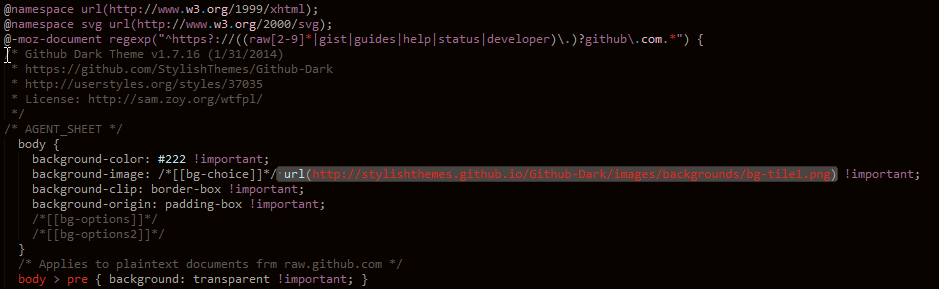 @namespace url(http://www.w3.org/1999/xhtml);
@namespace svg url(http://www.w3.org/2000/svg);
@-moz-document regexp("^https?://((raw[2-9]*|gist|guides|help|status|developer)\.)?github\.com.*") {
* Github Dark Theme v1.7.16 (1/31/2014)
* https://github.com/StylishThemes/Github-Dark
* http://userstyles.org/styles/37035
* License: http://sam.zoy.org/wtfpl/
*/
/* AGENT_SHEET */
body {
background-color: #222 !important;
background-image: /*[[bg-choice]]*/ url(http://stylishthemes.github.io/Github-Dark/images/backgrounds/bg-tile1.png) !important;
background-clip: border-box !important;
background-origin: padding-box !important;
/*[[bg-options]]*/
/*[[bg-options2]]*/
}
/* Applies to plaintext documents frm raw.github.com */
body > pre { background: transparent !important; }